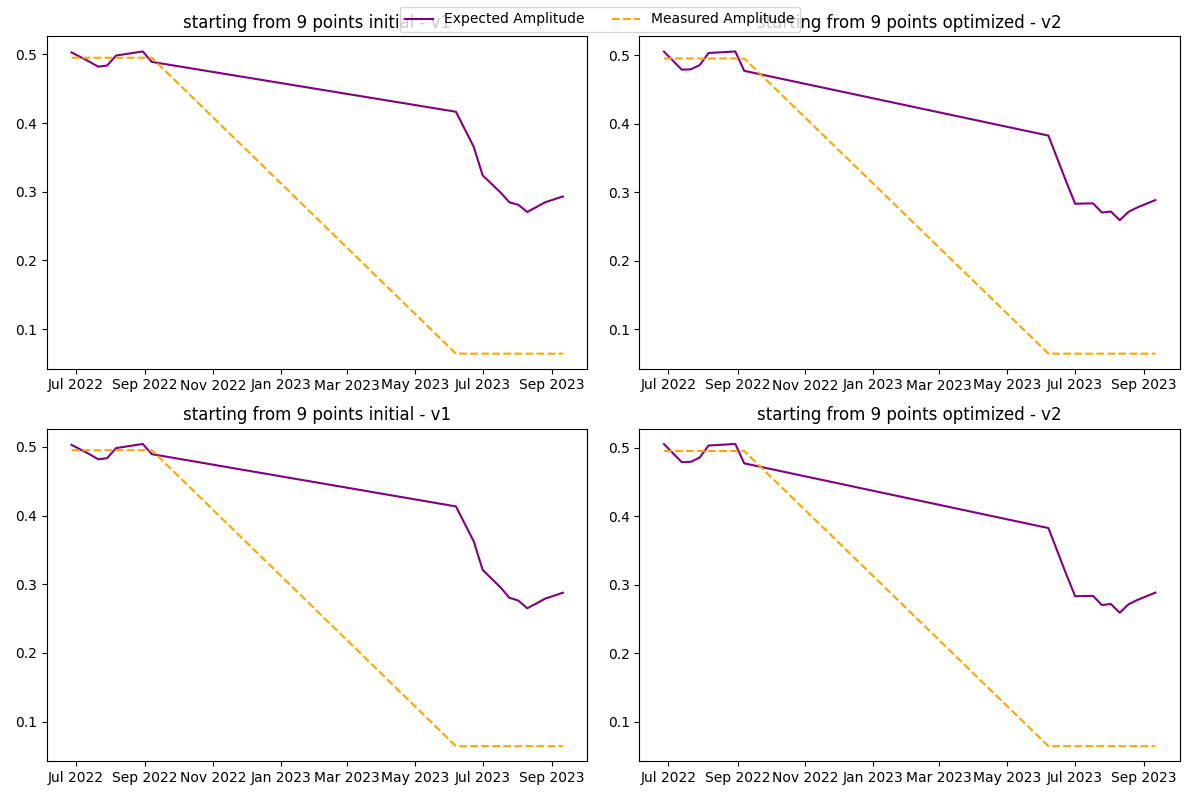 Expected Amplitude Measured Amplitude
starting from 9 points initial - v1 starting from 9 points optimized - v2
0.5 0.5
0.4 0.4
0.3 0.3
0.2 0.2
0.1 0.1
Jul 2022 Sep 2022 Nov 2022 Jan 2023 Mar 2023 May 2023 Jul 2023 Sep 2023 Jul 2022 Sep 2022 Nov 2022 Jan 2023 Mar 2023 May 2023 Jul 2023 Sep 2023
starting from 9 points initial - v1 starting from 9 points optimized - v2
0.5 0.5
0.4 0.4
0.3 0.3
0.2 0.2
0.1 0.1
Jul 2022 Sep 2022 Nov 2022 Jan 2023 Mar 2023 May 2023 Jul 2023 Sep 2023 Jul 2022 Sep 2022 Nov 2022 Jan 2023 Mar 2023 May 2023 Jul 2023 Sep 2023